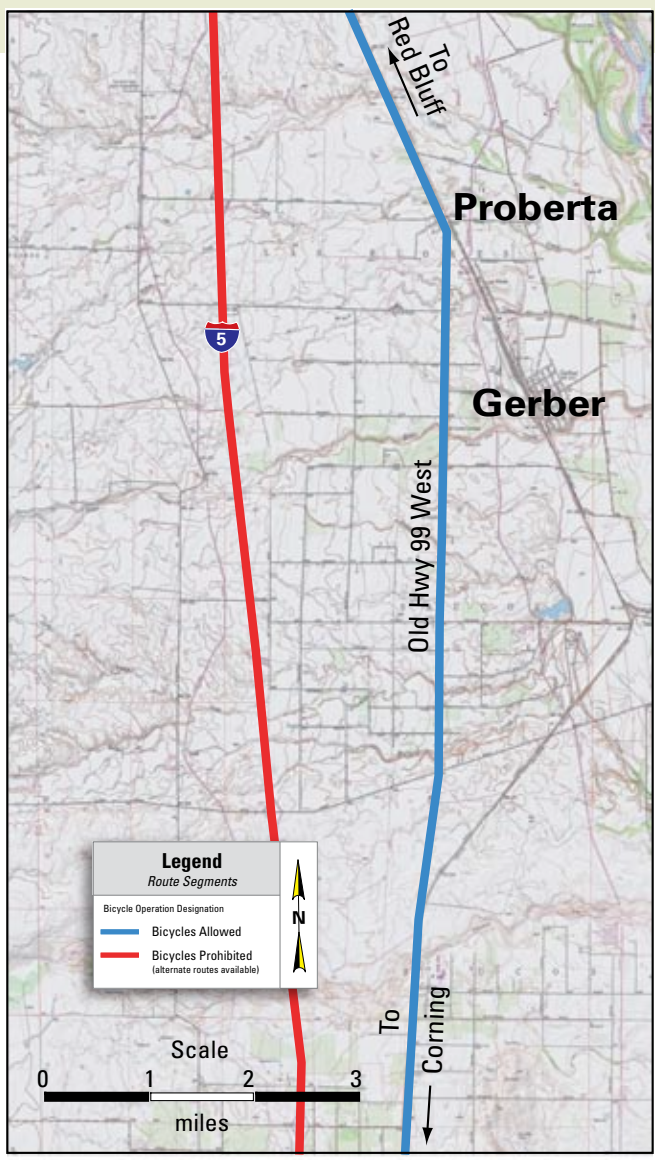 To
Red Bluff
Proberta
5
Gerber
Old Hwy 99 West
Legend
Route Segments
Bicycle Operation Designation
Bicycles Allowed
Bicycles Prohibited
(alternate routes available)
N
To
Corning
Scale
0 1 2 3
miles